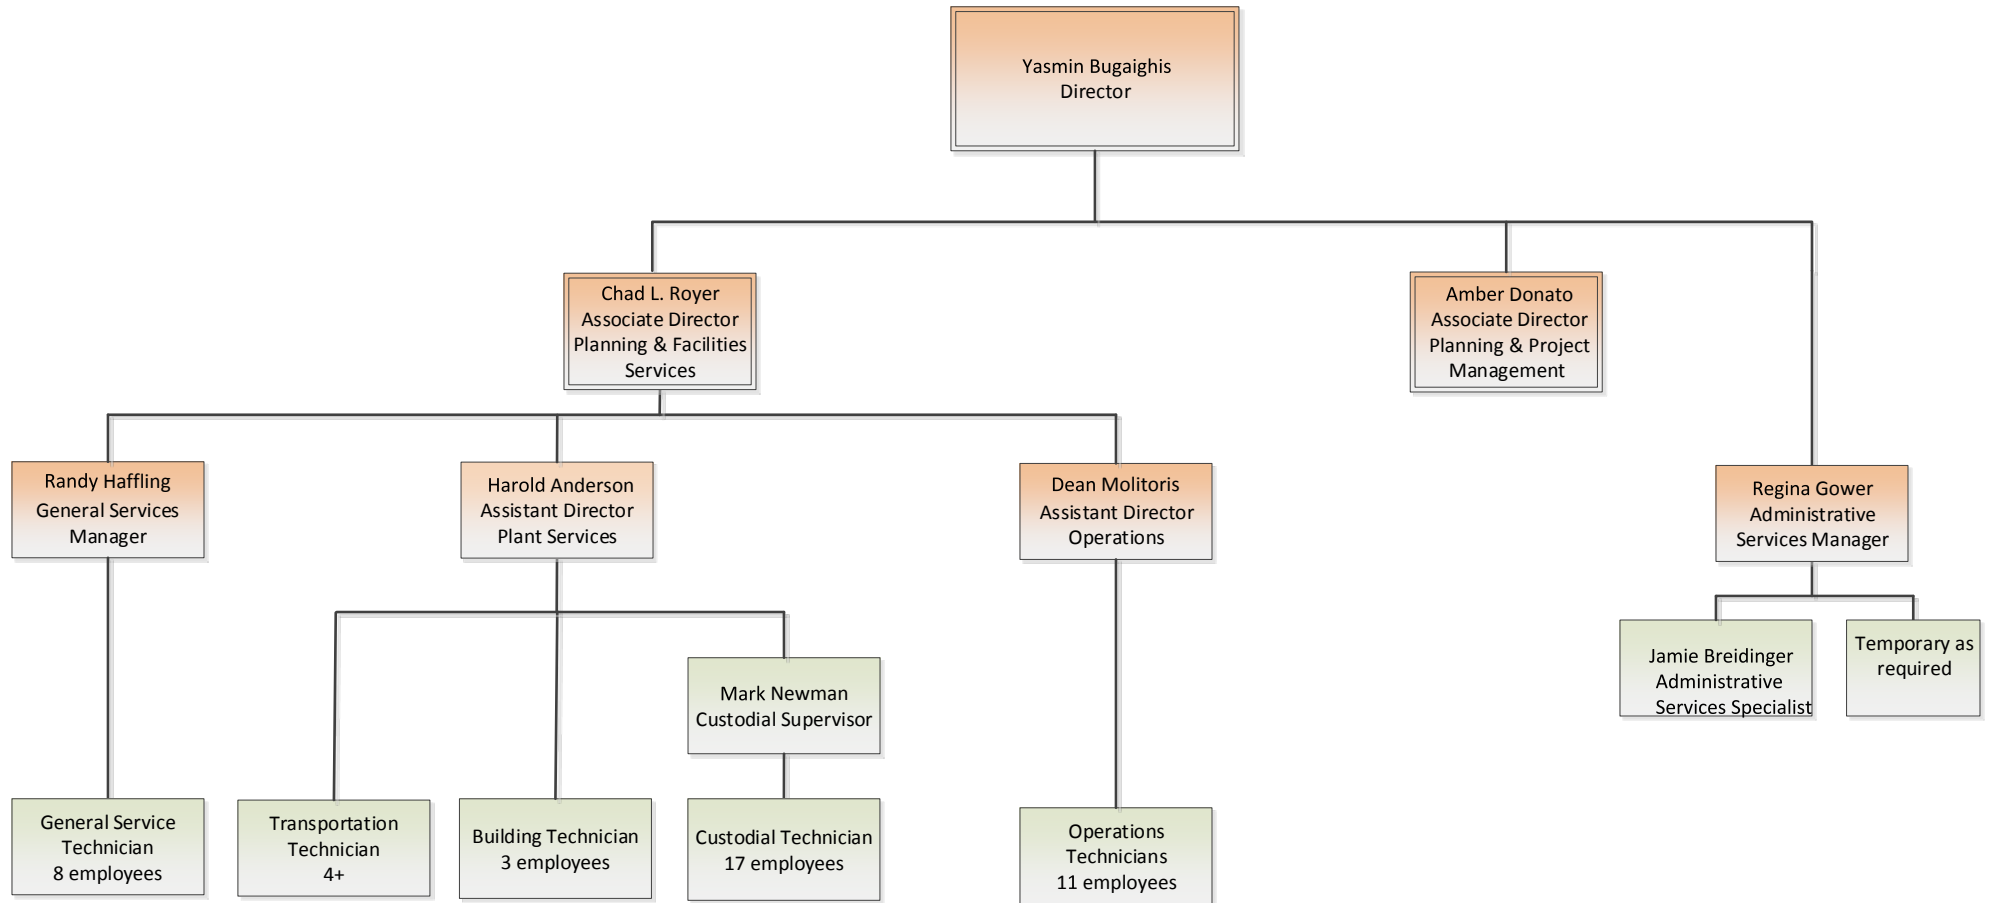 Yasmin Bugaighis
Director
Chad L. Royer
Associate Director
Planning & Facilities
Services
Amber Donato
Associate Director
Planning & Project
Management
Randy Haffling
General Services
Manager
Harold Anderson
Assistant Director
Plant Services
Dean Molitoris
Assistant Director
Operations
Regina Gower
Administrative
Services Manager
Jamie Breidinger
Administrative
Services Specialist
Temporary as
required
Mark Newman
Custodial Supervisor
General Service
Technician
8 employees
Transportation
Technician
4+
Building Technician
3 employees
Custodial Technician
17 employees
Operations
Technicians
11 employees